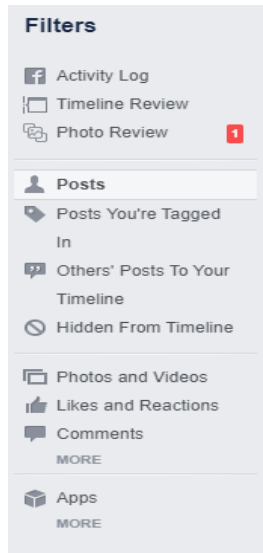 Filters
Activity Log
Timeline Review
Photo Review 1
Posts
Posts You're Tagged
In
Others' Posts To Your
Timeline
Hidden From Timeline
Photos and Videos
Likes and Reactions
Comments
MORE
Apps
MORE